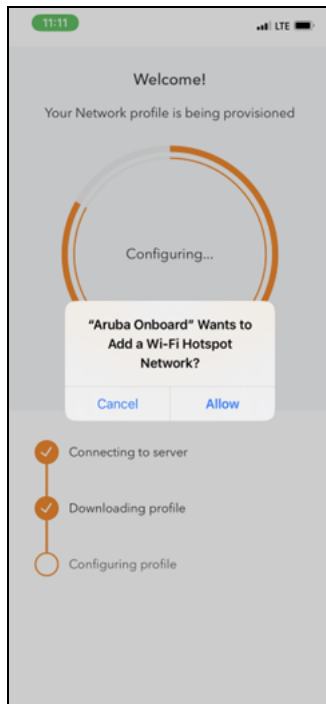 11:11
LTE
Welcome!
Your Network profile is being provisioned
Configuring...
“Aruba Onboard” Wants to
Add a Wi-Fi Hotspot
Network?
Cancel Allow
Connecting to server
Downloading profile
Configuring profile